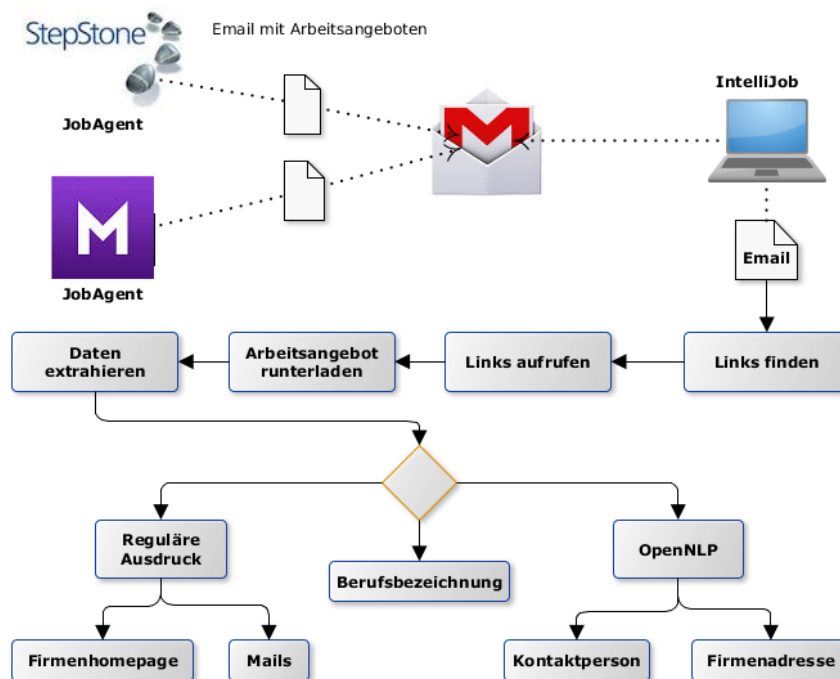 StepStone
Email mit Arbeitsangeboten
IntelliJob
JobAgent
M
JobAgent
Email
Daten
extrahieren
Arbeitsangebot
runterladen
Links aufrufen
Links finden
Reguläre
Ausdruck
Berufsbezeichnung
OpenNLP
Firmenhomepage
Mails
Kontaktperson
Firmenadresse